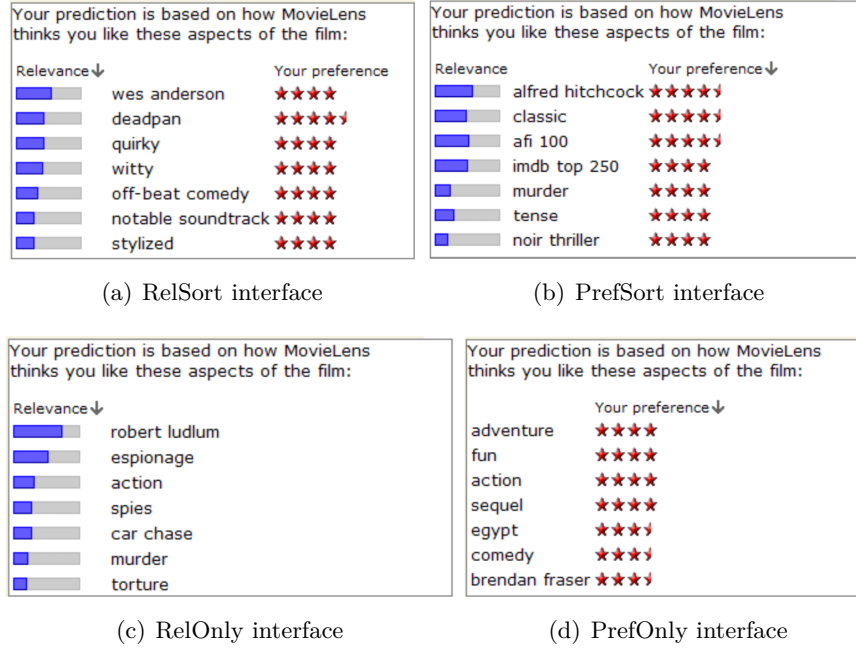 Your prediction is based on how MovieLens
thinks you like these aspects of the film:
Relevance Your preference
wes anderson
deadpan
quirky
witty
off-beat comedy
notable soundtrack
stylized
(a) RelSort interface
Your prediction is based on how MovieLens
thinks you like these aspects of the film:
Relevance Your preference
alfred hitchcock
classic
afi 100
imdb top 250
murder
tense
noir thriller
(b) PrefSort interface
Your prediction is based on how MovieLens
thinks you like these aspects of the film:
Relevance
robert ludlum
espionage
action
spies
car chase
murder
torture
(c) RelOnly interface
Your prediction is based on how MovieLens
thinks you like these aspects of the film:
Your preference
adventure
fun
action
sequel
egypt
comedy
brendan fraser
(d) PrefOnly interface